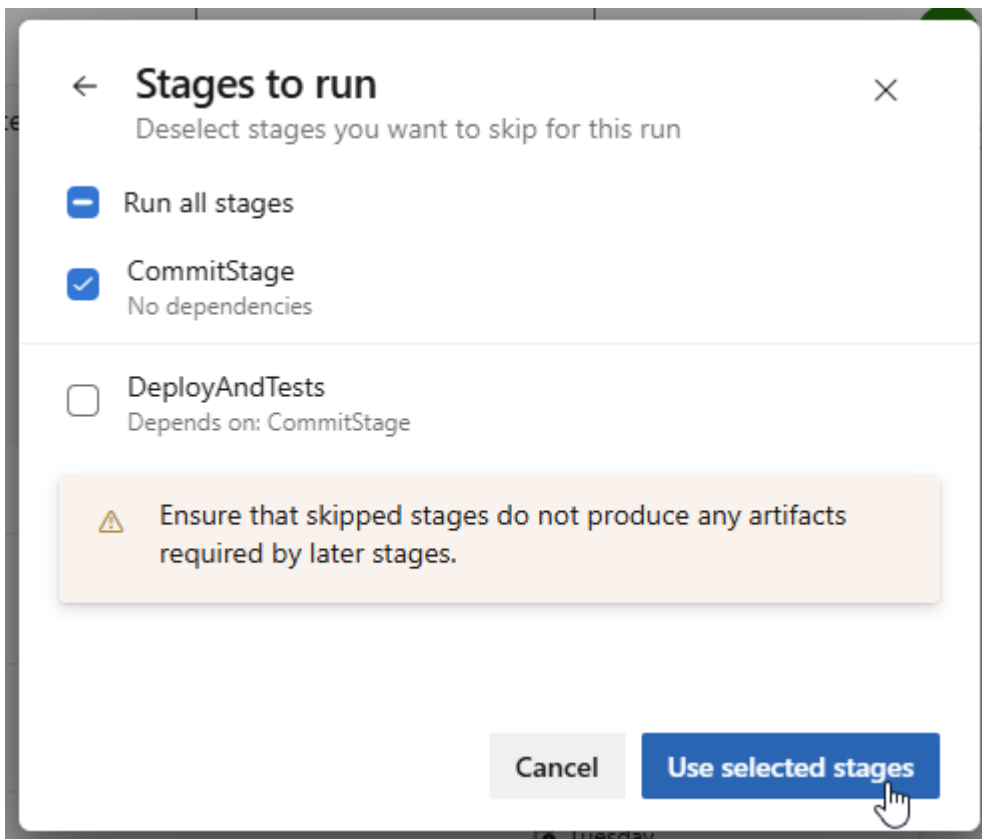 Stages to run
Deselect stages you want to skip for this run
Run all stages
CommitStage
No dependencies
DeployAndTests
Depends on: CommitStage
Ensure that skipped stages do not produce any artifacts
required by later stages.
Cancel
Use selected stages
Tuesday